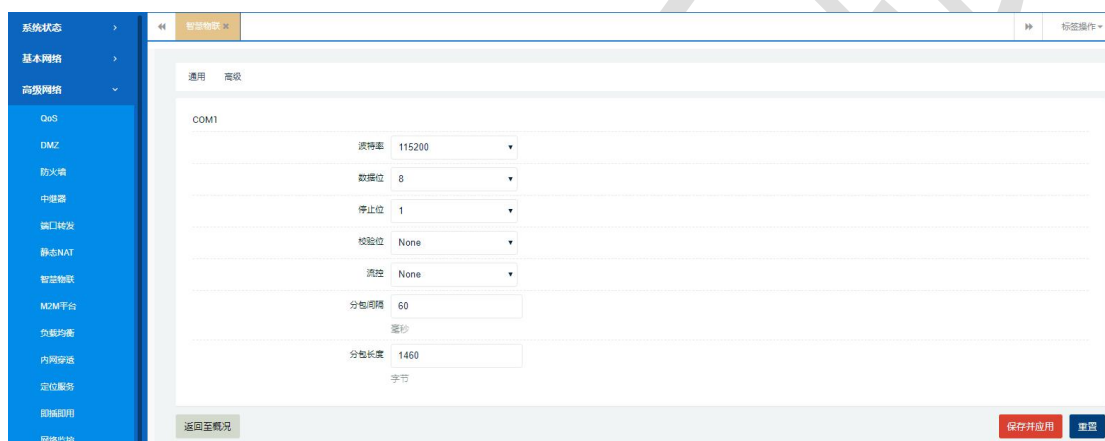 系统状态
基本网络
高级网络
QoS
DMZ
防火墙
中继器
端口转发
静态NAT
智慧物联
M2M平台
负载均衡
内网穿透
定位服务
即插即用
网络监控
智慧物联
标签操作
通用 高级
COM1
波特率 115200
数据位 8
停止位 1
校验位 None
流控 None
分包间隔 60
毫秒
分包长度 1460
字节
返回至概况
保存并应用 重置